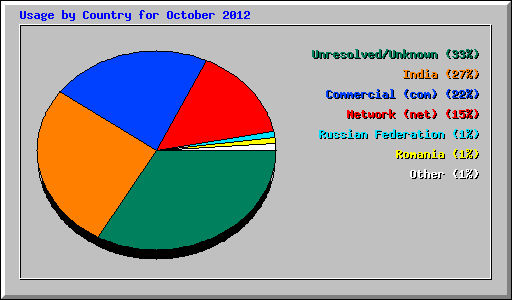 Usage by Country for October 2012
Unresolved/Unknown (33%)
India (27%)
Commercial (com) (22%)
Network (net) (15%)
Russian Federation (1%)
Romania (1%)
Other (1%)